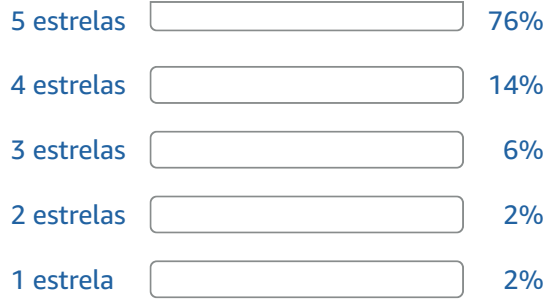 5 estrelas 76%
4 estrelas 14%
3 estrelas 6%
2 estrelas 2%
1 estrela 2%